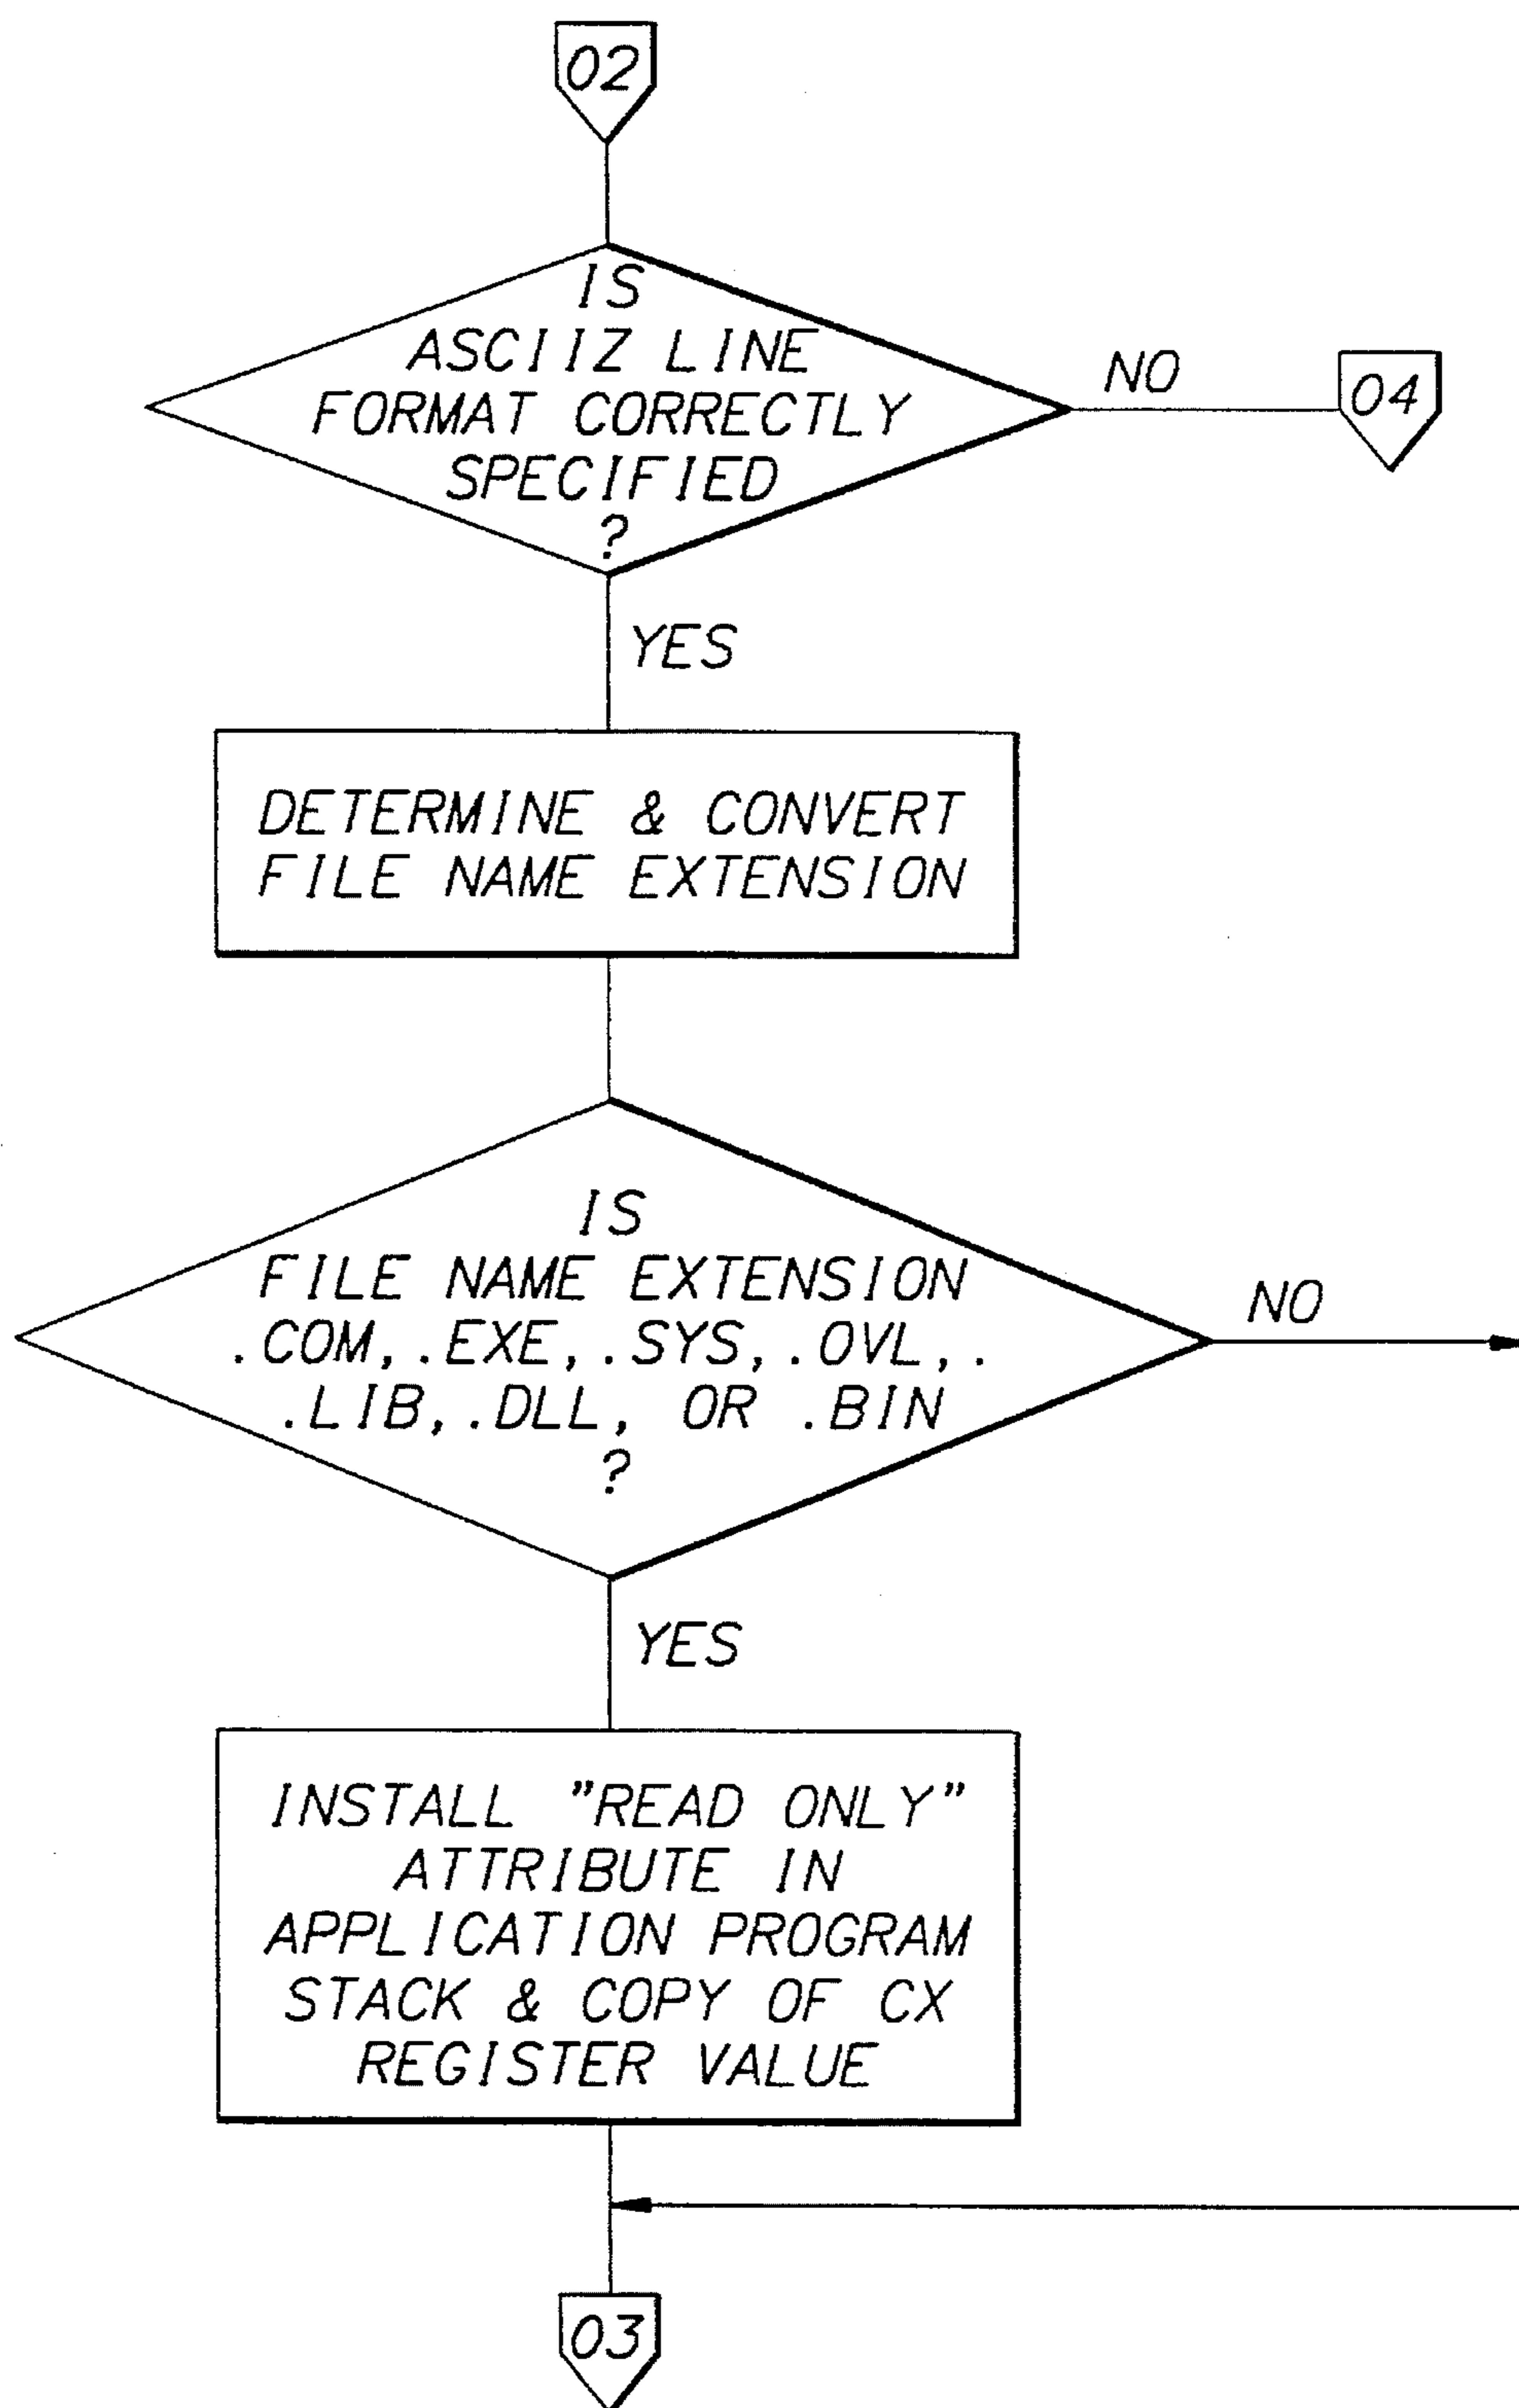 02
IS
ASCIIZ LINE
FORMAT CORRECTLY
SPECIFIED
?
NO
04
YES
DETERMINE & CONVERT
FILE NAME EXTENSION
IS
FILE NAME EXTENSION
.COM,.EXE,.SYS,.OVL,.
.LIB,.DLL, OR .BIN
?
NO
YES
INSTALL "READ ONLY"
ATTRIBUTE IN
APPLICATION PROGRAM
STACK & COPY OF CX
REGISTER VALUE
03